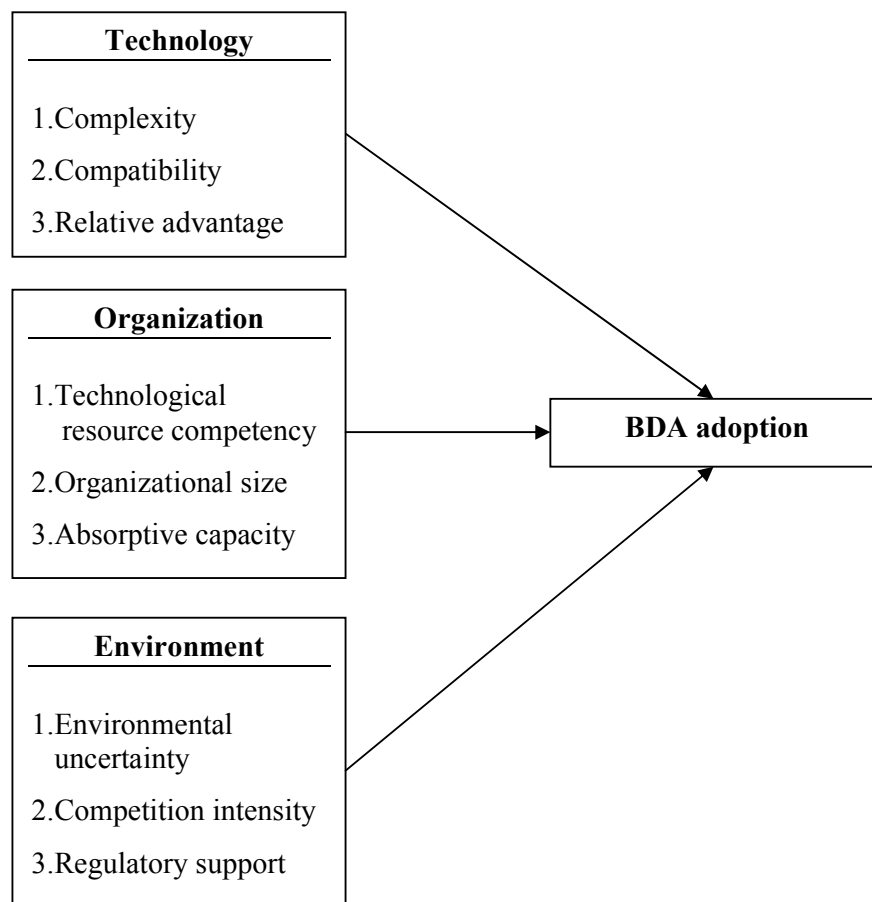 Technology
1.Complexity
2.Compatibility
3.Relative advantage
Organization
1.Technological
resource competency
2.Organizational size
3.Absorptive capacity
BDA adoption
Environment
1.Environmental
uncertainty
2.Competition intensity
3.Regulatory support